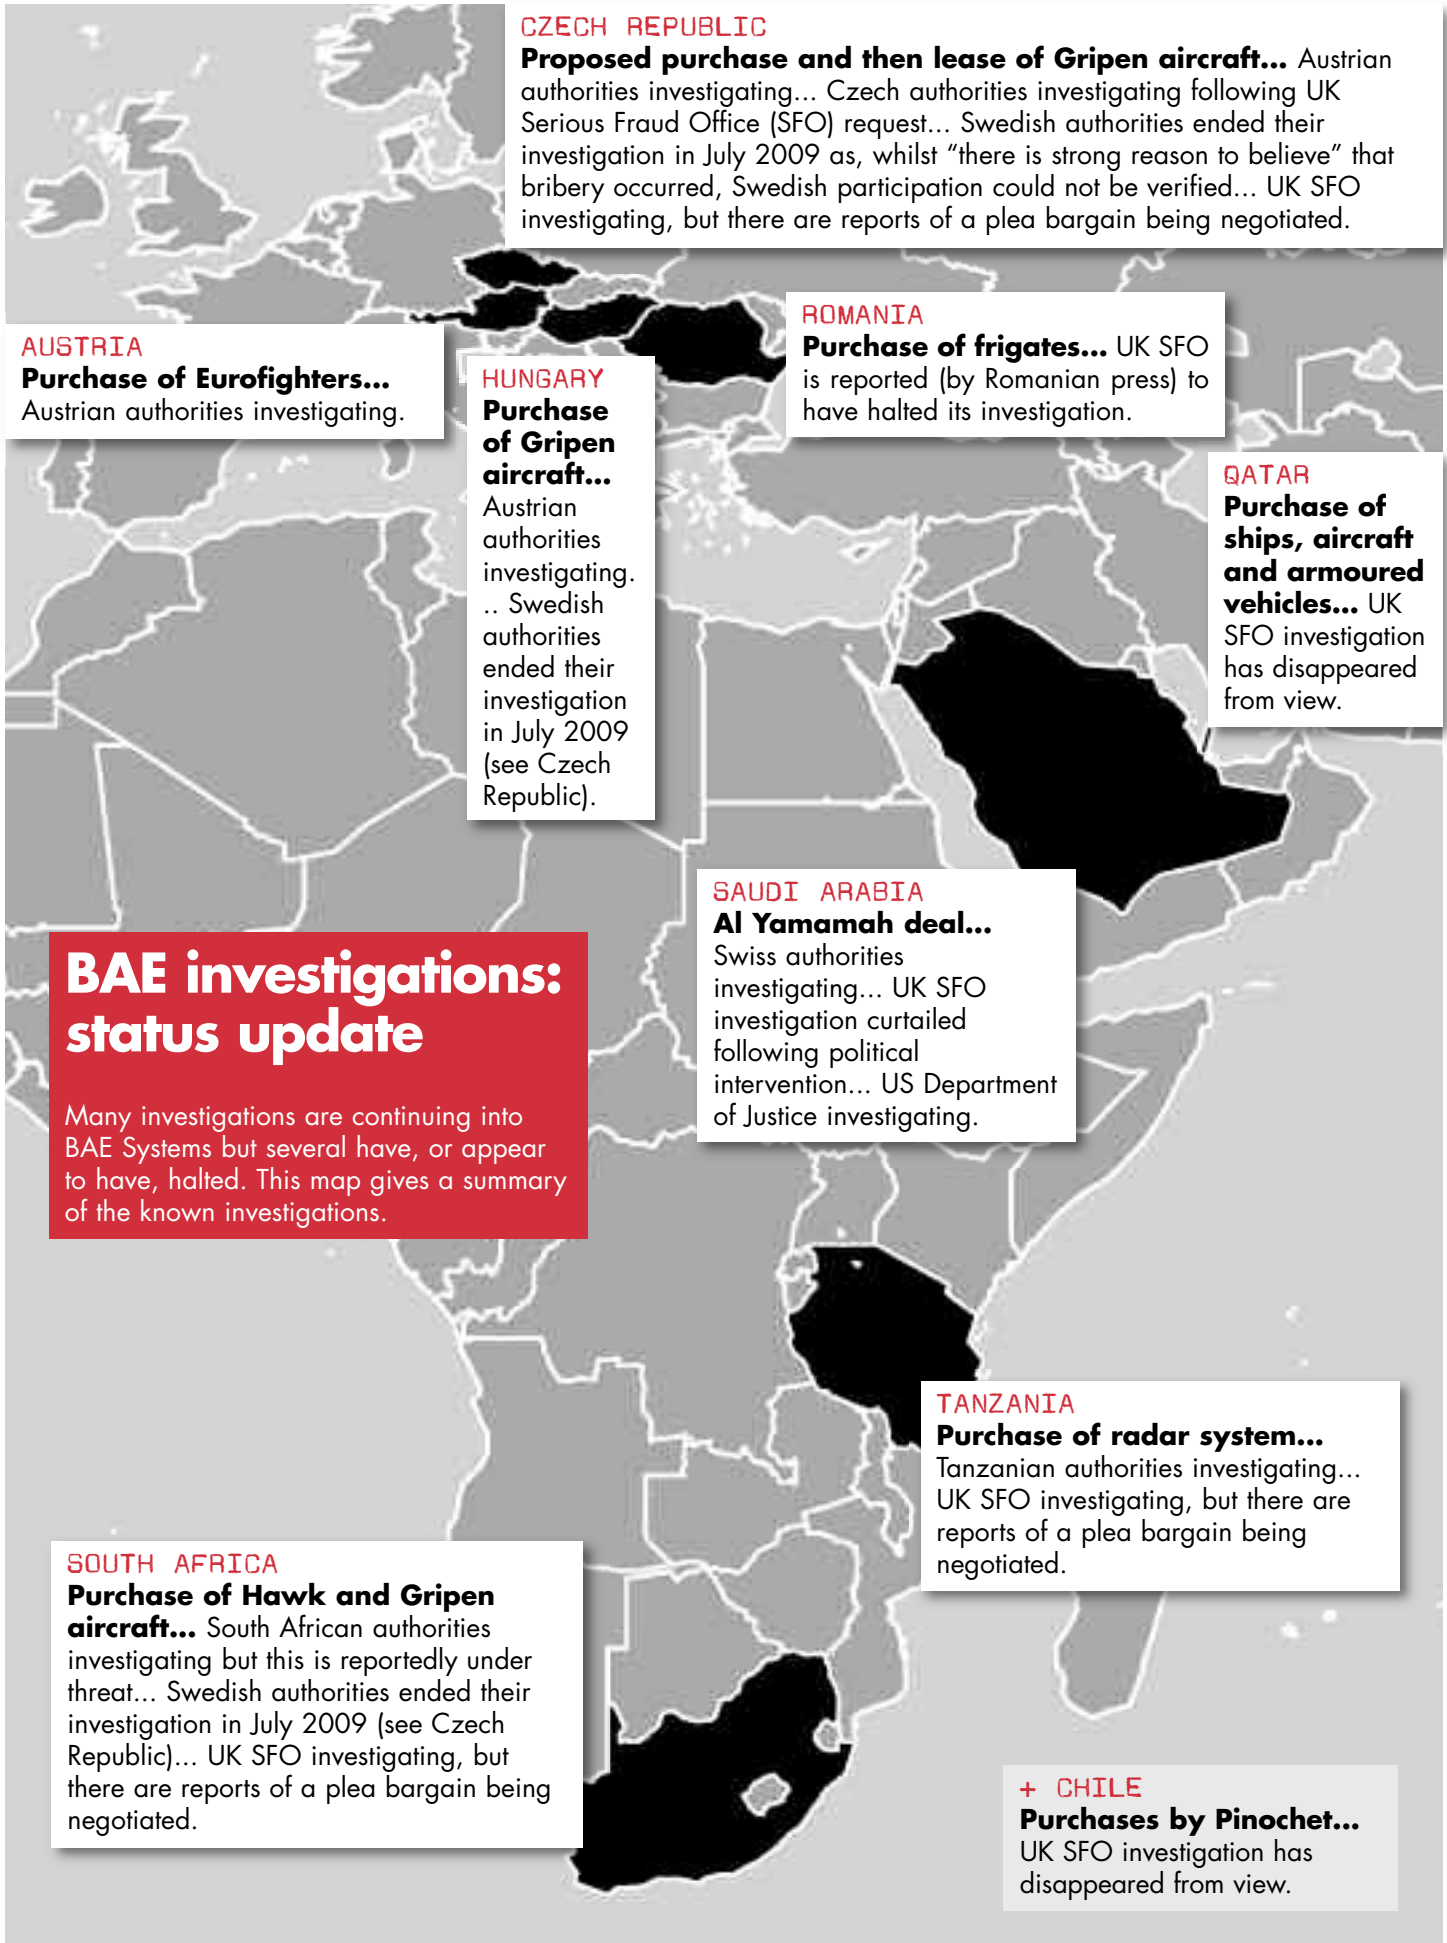 CZECH REPUBLIC
Proposed purchase and then lease of Gripen aircraft... Austrian
authorities investigating... Czech authorities investigating following UK
Serious Fraud Office (SFO) request... Swedish authorities ended their
investigation in July 2009 as, whilst “there is strong reason to believe” that
bribery occurred, Swedish participation could not be verified... UK SFO
investigating, but there are reports of a plea bargain being negotiated.
ROMANIA
Purchase of frigates... UK SFO
is reported (by Romanian press) to
have halted its investigation.
AUSTRIA
Purchase of Eurofighters...
Austrian authorities investigating.
HUNGARY
Purchase
of Gripen
aircraft...
Austrian
authorities
investigating.
.. Swedish
authorities
ended their
investigation
in July 2009
(see Czech
Republic).
QATAR
Purchase of
ships, aircraft
and armoured
vehicles... UK
SFO investigation
has disappeared
from view.
SAUDI ARABIA
Al Yamamah deal...
Swiss authorities
investigating... UK SFO
investigation curtailed
following political
intervention... US Department
of Justice investigating.
BAE investigations:
status update
Many investigations are continuing into
BAE Systems but several have, or appear
to have, halted. This map gives a summary
of the known investigations.
TANZANIA
Purchase of radar system...
Tanzanian authorities investigating...
UK SFO investigating, but there are
reports of a plea bargain being
negotiated.
SOUTH AFRICA
Purchase of Hawk and Gripen
aircraft... South African authorities
investigating but this is reportedly under
threat... Swedish authorities ended their
investigation in July 2009 (see Czech
Republic)... UK SFO investigating, but
there are reports of a plea bargain being
negotiated.
+ CHILE
Purchases by Pinochet...
UK SFO investigation has
disappeared from view.